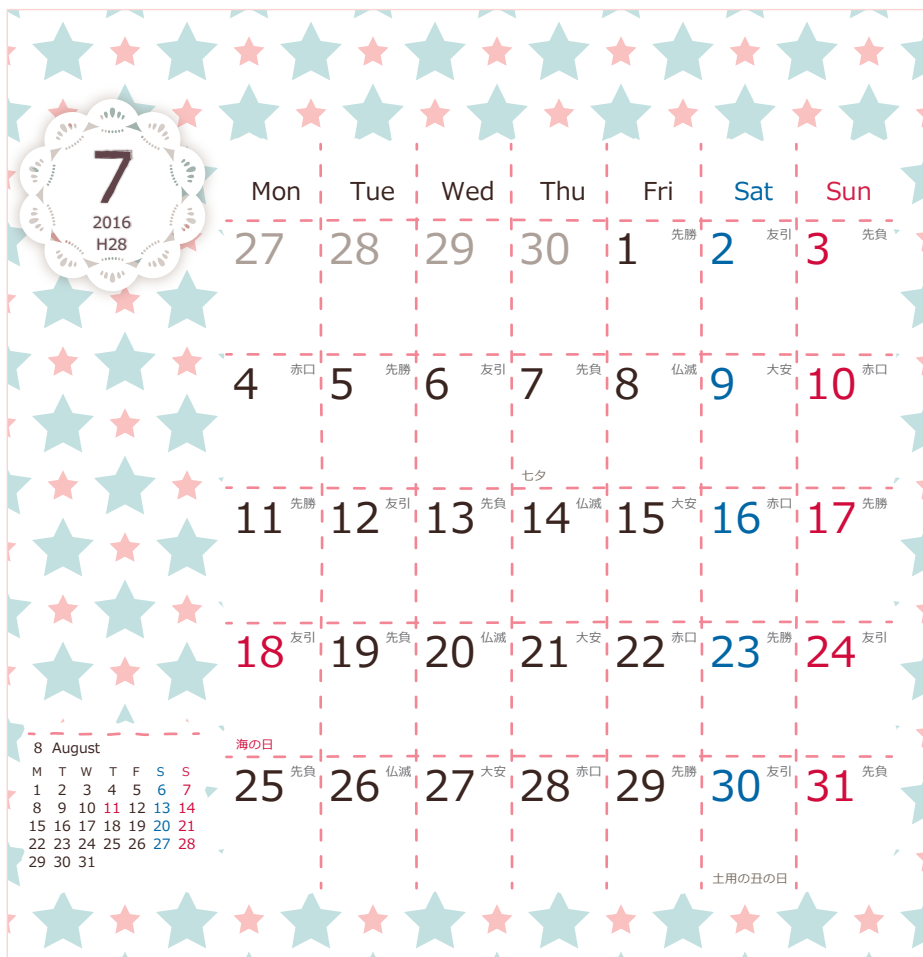 7
2016
H28
Mon Tue Wed Thu Fri Sat Sun
27 28 29 30 1 先勝 2 友引 3 先負
4 赤口 5 先勝 6 友引 7 先負 8 仏滅 9 大安 10 赤口
七夕
11 先勝 12 友引 13 先負 14 仏滅 15 大安 16 赤口 17 先勝
18 友引 19 先負 20 仏滅 21 大安 22 赤口 23 先勝 24 友引
海の日
25 先負 26 仏滅 27 大安 28 赤口 29 先勝 30 友引 31 先負
土用の丑の日
8 August
M T W T F S S
1 2 3 4 5 6 7
8 9 10 11 12 13 14
15 16 17 18 19 20 21
22 23 24 25 26 27 28
29 30 31